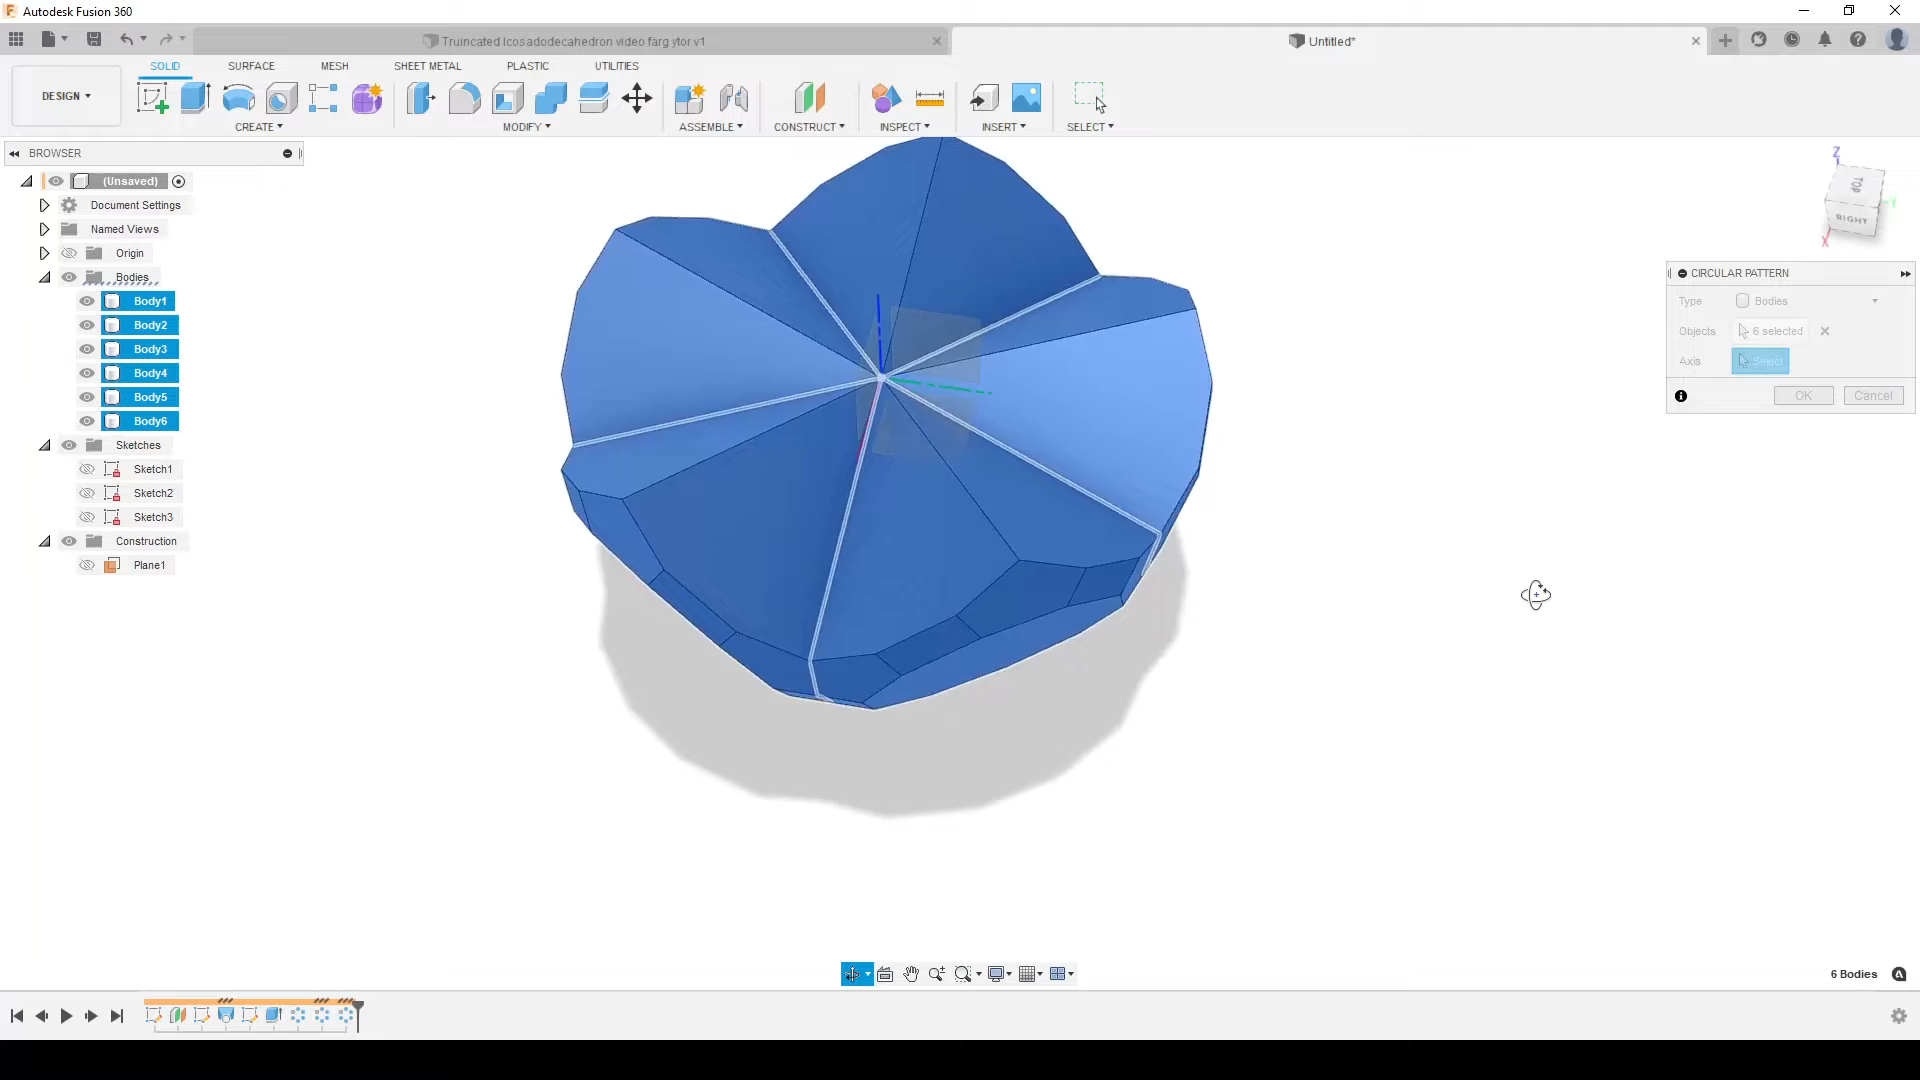 Autodesk Fusion 360
Truincated Icosadodecahedron video färg ytor v1
Untitled*
DESIGN
SOLID SURFACE MESH SHEET METAL PLASTIC UTILITIES
CREATE MODIFY ASSEMBLE CONSTRUCT INSPECT INSERT SELECT
BROWSER
(Unsaved)
Document Settings
Named Views
Origin
Bodies
Body1
Body2
Body3
Body4
Body5
Body6
Sketches
Sketch1
Sketch2
Sketch3
Construction
Plane1
Z
TOP
RIGHT
Y
X
CIRCULAR PATTERN
Type Bodies
Objects 6 selected
Axis Select
OK Cancel
6 Bodies